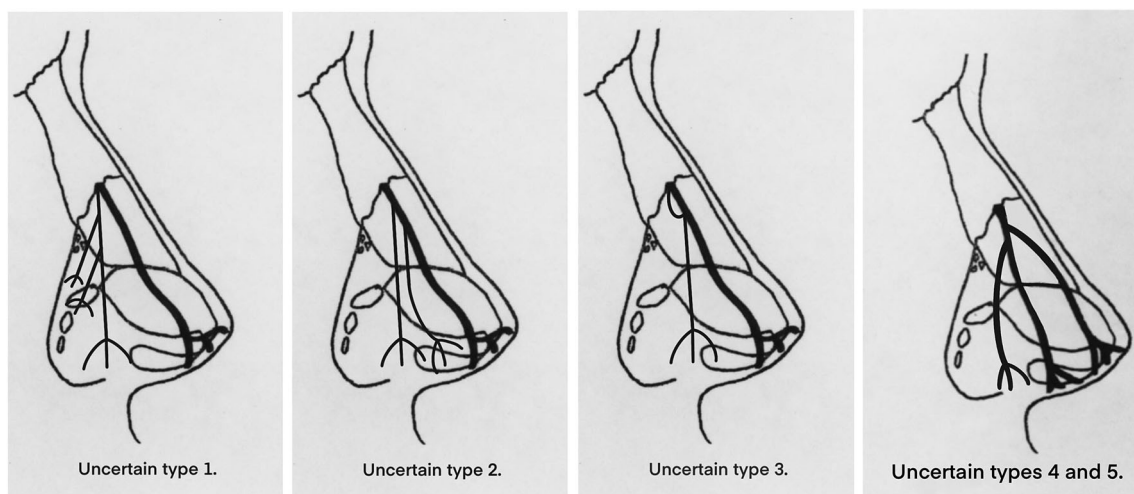 Uncertain type 1.
Uncertain type 2.
Uncertain type 3.
Uncertain types 4 and 5.